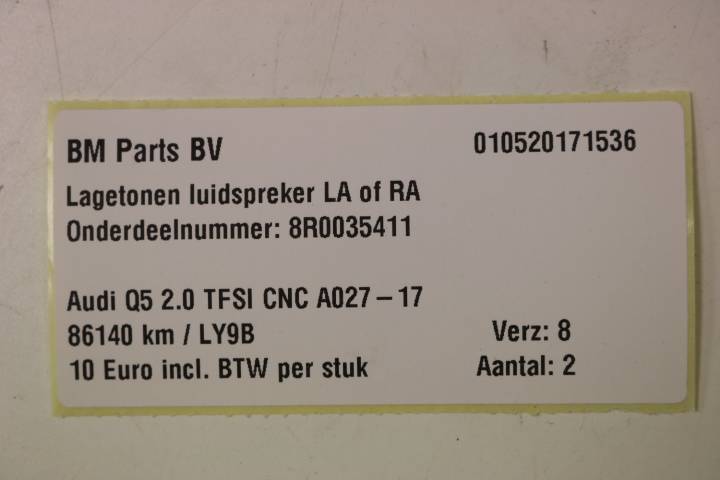 BM Parts BV 010520171536
Lagetonen luidspreker LA of RA
Onderdeelnummer: 8R0035411
Audi Q5 2.0 TFSI CNC A027-17
86140 km / LY9B Verz: 8
10 Euro incl. BTW per stuk Aantal: 2